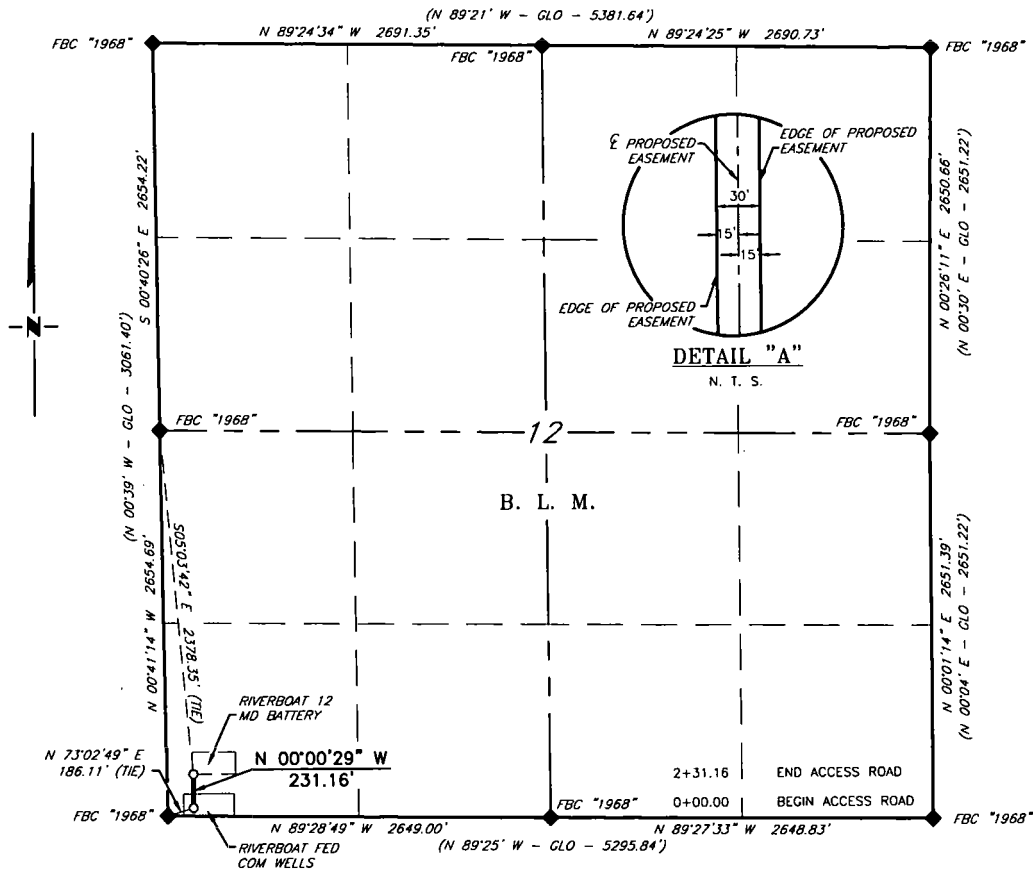 (N 89°21' W - GLO - 5381.64')
N 89°24'34" W 2691.35'
N 89°24'25" W 2690.73'
FBC "1968"
FBC "1968"
FBC "1968"
S 00°40'26" E 2654.22'
(N 00°39' W - GLO - 3061.40')
N 00°41'14" W 2654.69'
N 00°26'11" E 2650.66'
(N 00°30' E - GLO - 2651.22')
℄ PROPOSED
EASEMENT
EDGE OF PROPOSED
EASEMENT
30'
15'
15'
EDGE OF PROPOSED
EASEMENT
DETAIL "A"
N. T. S.
N
FBC "1968"
12
FBC "1968"
B. L. M.
S05°03'42" E 2378.35' (TIE)
N 00°01'14" E 2651.39'
(N 00°04' E - GLO - 2651.22')
RIVERBOAT 12
MD BATTERY
N 73°02'49" E
186.11' (TIE)
N 00°00'29" W
231.16'
2+31.16 END ACCESS ROAD
0+00.00 BEGIN ACCESS ROAD
FBC "1968"
FBC "1968"
FBC "1968"
RIVERBOAT FED
COM WELLS
N 89°28'49" W 2649.00'
N 89°27'33" W 2648.83'
(N 89°25' W - GLO - 5295.84')